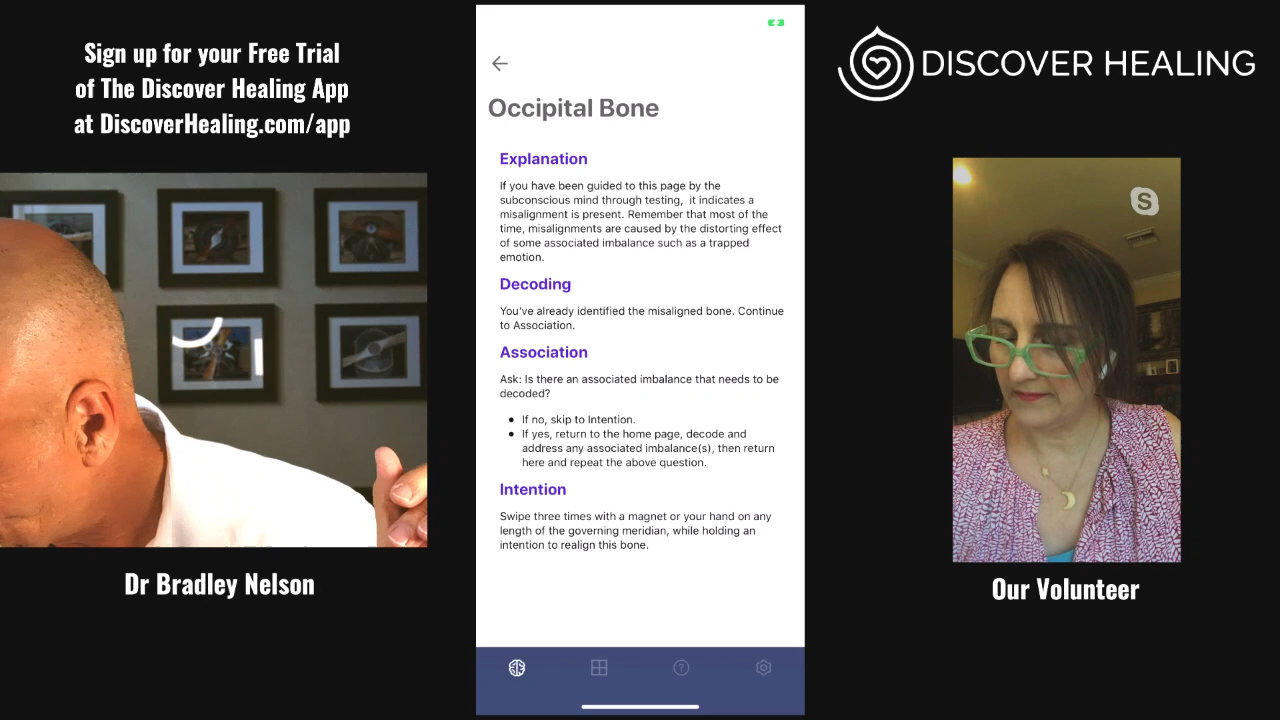 Sign up for your Free Trial
of The Discover Healing App
at DiscoverHealing.com/app
Dr Bradley Nelson
Occipital Bone
Explanation
If you have been guided to this page by the
subconscious mind through testing,  it indicates a
misalignment is present. Remember that most of the
time, misalignments are caused by the distorting effect
of some associated imbalance such as a trapped
emotion.
Decoding
You've already identified the misaligned bone. Continue
to Association.
Association
Ask: Is there an associated imbalance that needs to be
decoded?
• If no, skip to Intention.
• If yes, return to the home page, decode and
address any associated imbalance(s), then return
here and repeat the above question.
Intention
Swipe three times with a magnet or your hand on any
length of the governing meridian, while holding an
intention to realign this bone.
?
DISCOVER HEALING
S
Our Volunteer